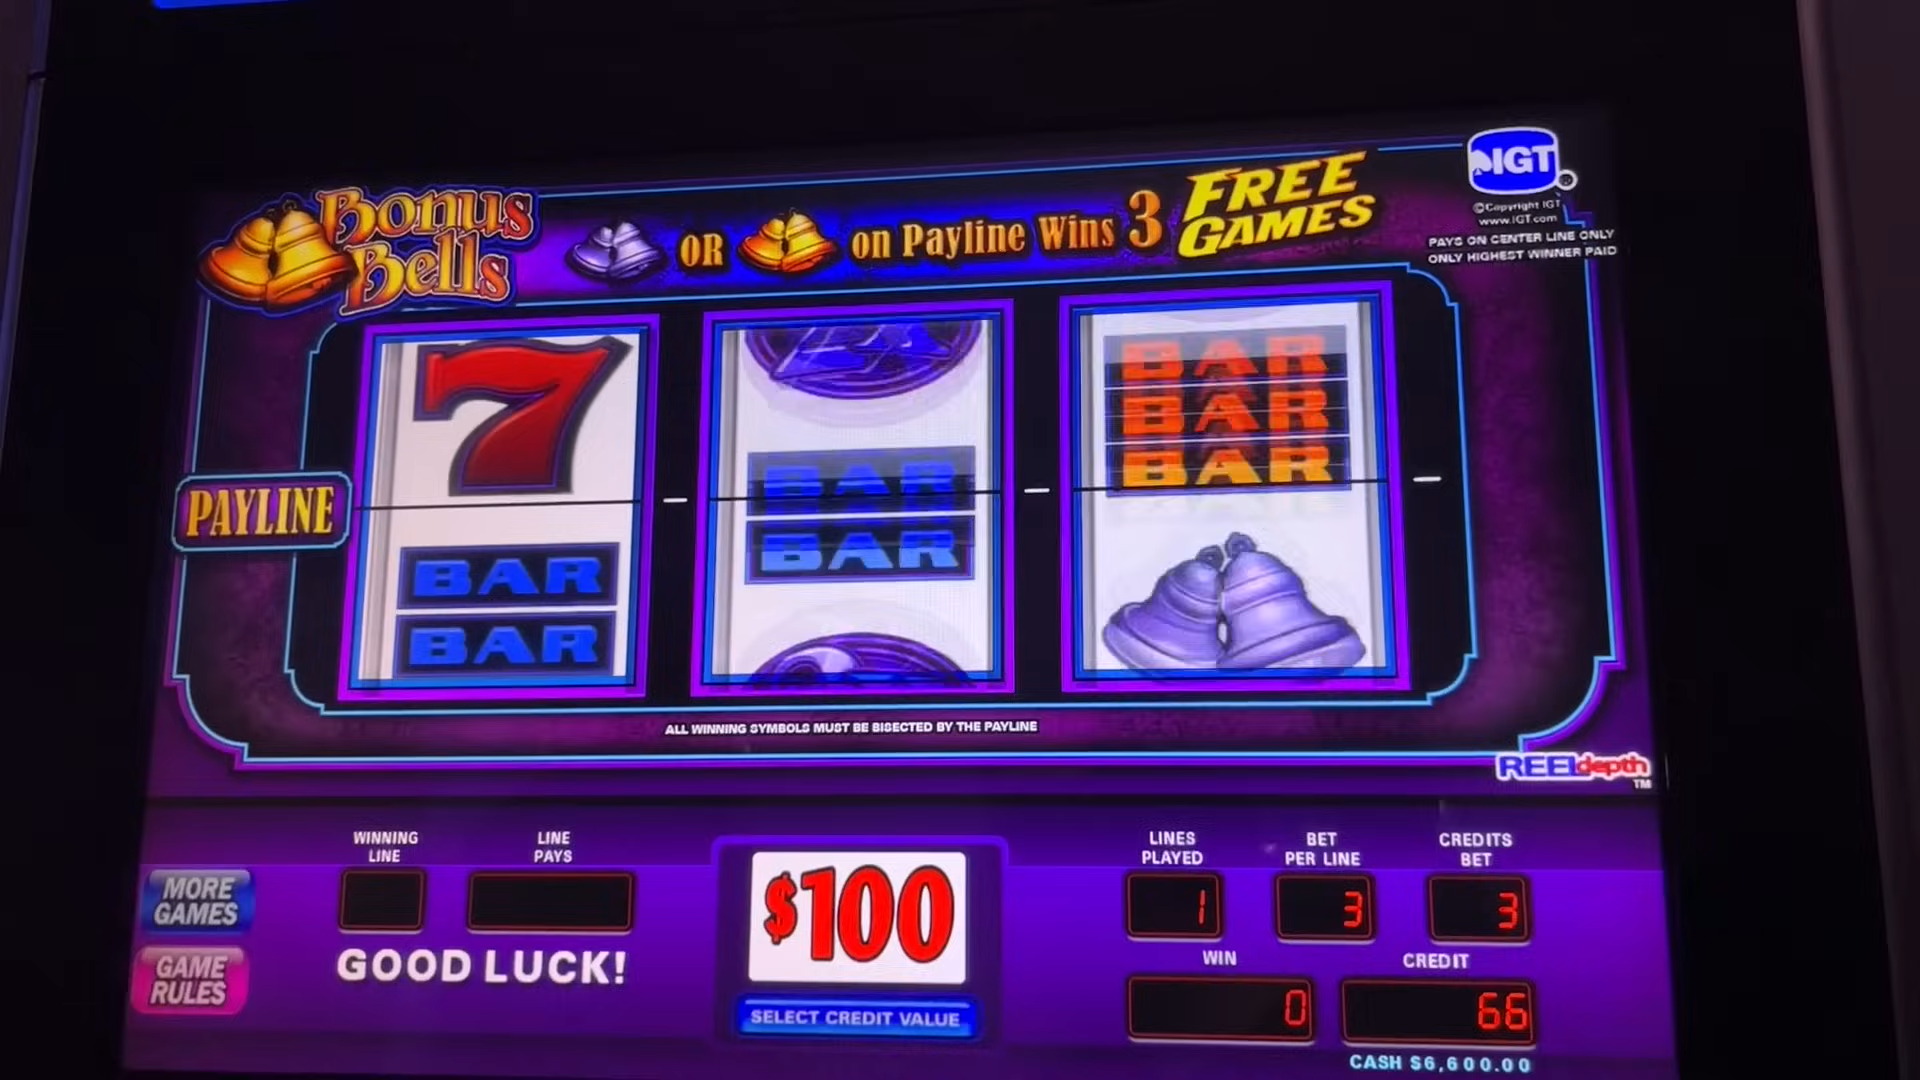 Bonus
Bells
OR
on Payline Wins 3
FREE
GAMES
IGT
©Copyright IGT
www.IGT.com
PAYS ON CENTER LINE ONLY
ONLY HIGHEST WINNER PAID
7
BAR
BAR
BAR
BAR
BAR
BAR
BAR
PAYLINE
ALL WINNING SYMBOLS MUST BE BISECTED BY THE PAYLINE
REELdepth
TM
WINNING
LINE
LINE
PAYS
LINES
PLAYED
BET
PER LINE
CREDITS
BET
MORE
GAMES
$100
1
3
3
GAME
RULES
GOOD LUCK!
WIN
CREDIT
SELECT CREDIT VALUE
0
66
CASH $6,600.00